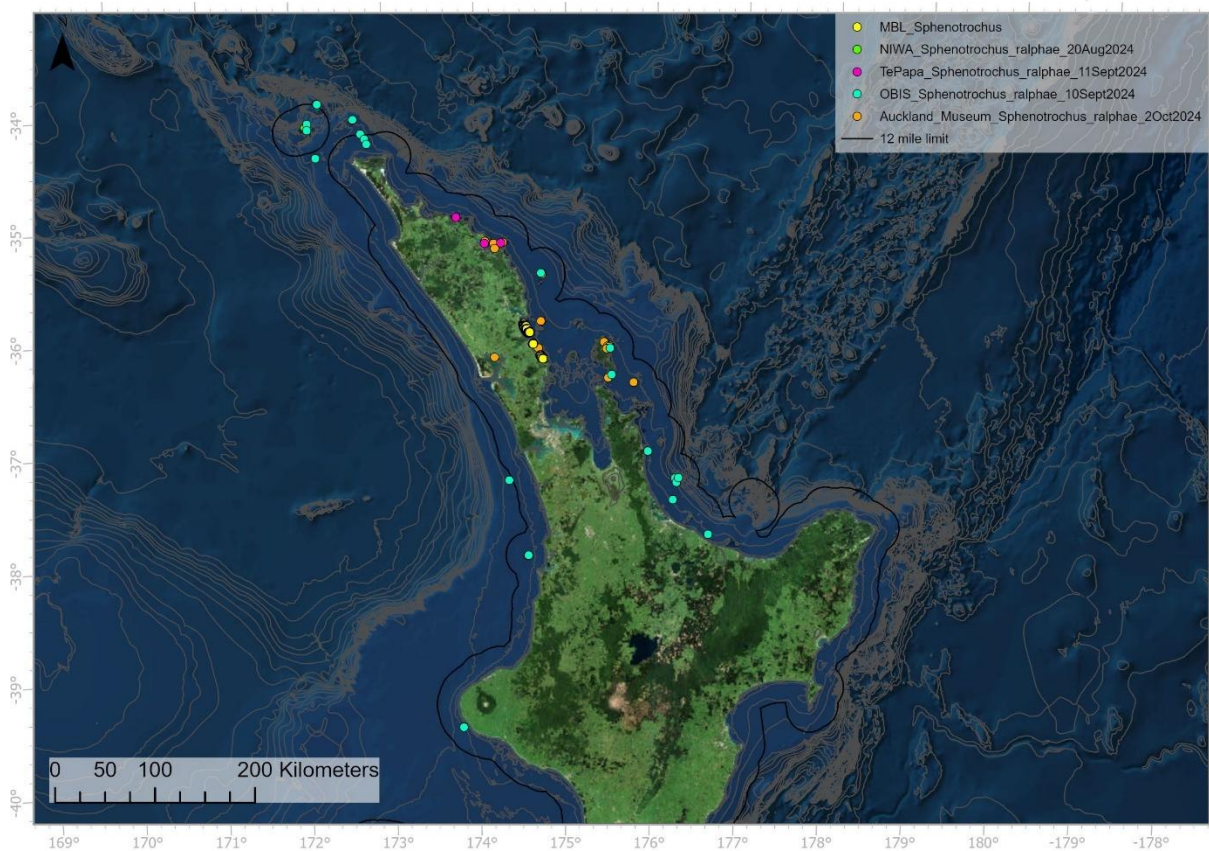 MBL_Sphenotrochus
NIWA_Sphenotrochus_ralphae_20Aug2024
TePapa_Sphenotrochus_ralphae_11Sept2024
OBIS_Sphenotrochus_ralphae_10Sept2024
Auckland_Museum_Sphenotrochus_ralphae_2Oct2024
12 mile limit
-34°
-35°
-36°
-37°
-38°
-39°
-40°
0 50 100 200 Kilometers
169° 170° 171° 172° 173° 174° 175° 176° 177° 178° 179° 180° -179° -178°